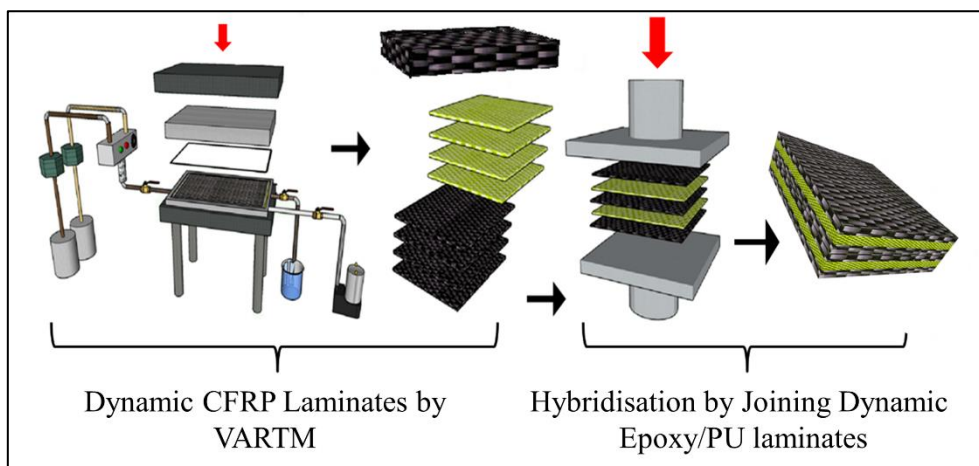 Dynamic CFRP Laminates by
VARTM
Hybridisation by Joining Dynamic
Epoxy/PU laminates